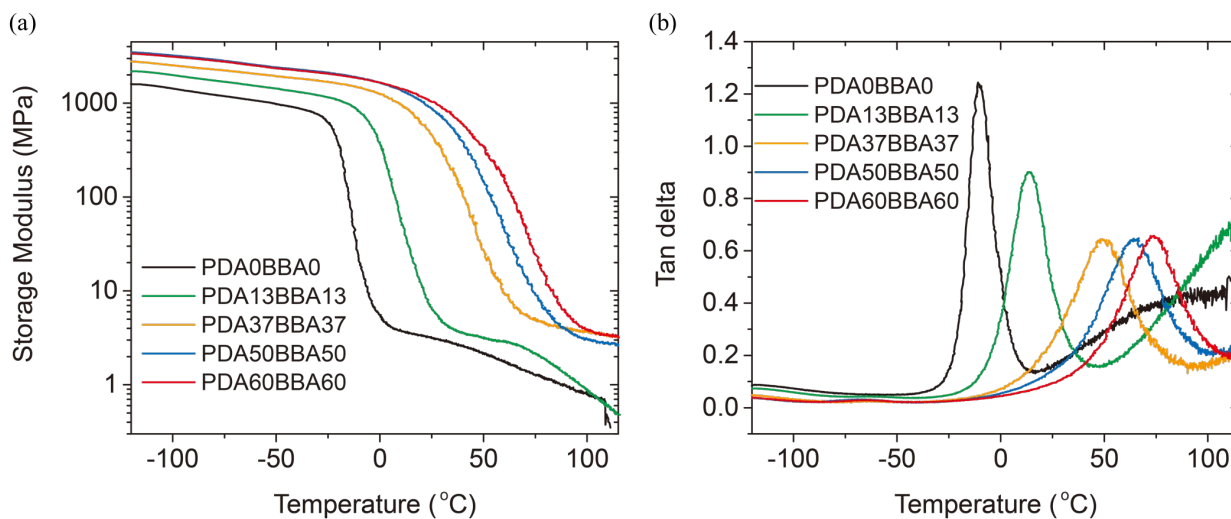 (a)
Storage Modulus (MPa)
1000
100
10
1
PDA0BBA0
PDA13BBA13
PDA37BBA37
PDA50BBA50
PDA60BBA60
-100 -50 0 50 100
Temperature (°C)
(b)
Tan delta
1.4
1.2
1.0
0.8
0.6
0.4
0.2
0.0
PDA0BBA0
PDA13BBA13
PDA37BBA37
PDA50BBA50
PDA60BBA60
-100 -50 0 50 100
Temperature (°C)